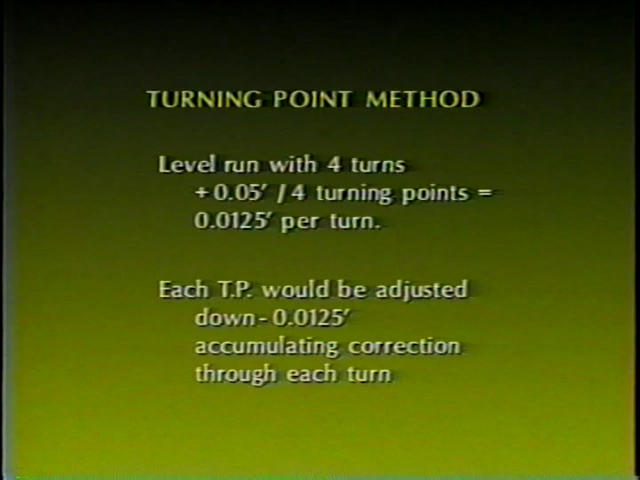 TURNING POINT METHOD
Level run with 4 turns
+0.05' / 4 turning points =
0.0125' per turn.
Each T.P. would be adjusted
down - 0.0125'
accumulating correction
through each turn